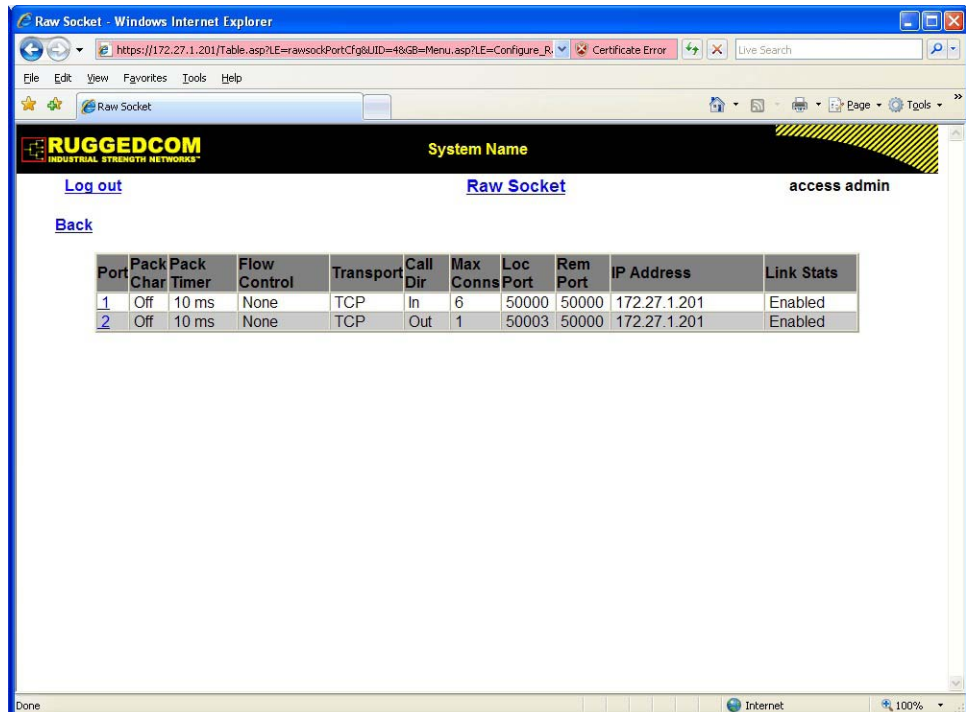 Raw Socket - Windows Internet Explorer
https://172.27.1.201/Table.asp?LE=rawsockPortCfg&UID=4&GB=Menu.asp?LE=Configure_R. Certificate Error Live Search
File Edit View Favorites Tools Help
Raw Socket Page Tools »
RUGGEDCOM
INDUSTRIAL STRENGTH NETWORKS™
System Name
Log out Raw Socket access admin
Back
Port Pack Char Pack Timer Flow Control Transport Call Dir Max Conns Loc Port Rem Port IP Address Link Stats
1 Off 10 ms None TCP In 6 50000 50000 172.27.1.201 Enabled
2 Off 10 ms None TCP Out 1 50003 50000 172.27.1.201 Enabled
Done Internet 100%